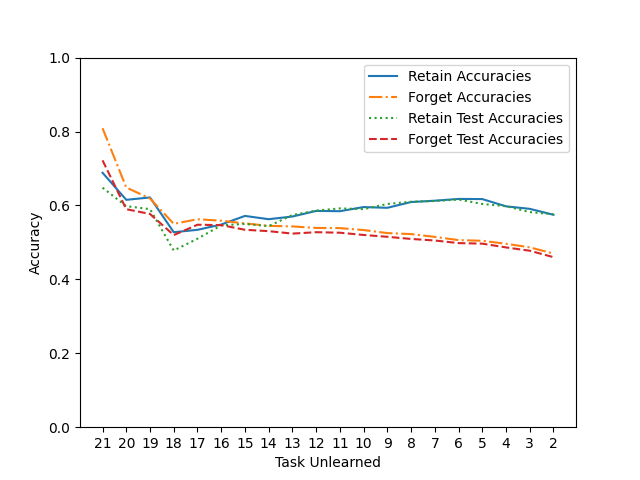 1.0
0.8
0.6
0.4
0.2
0.0
Accuracy
Retain Accuracies
Forget Accuracies
Retain Test Accuracies
Forget Test Accuracies
21 20 19 18 17 16 15 14 13 12 11 10 9 8 7 6 5 4 3 2
Task Unlearned